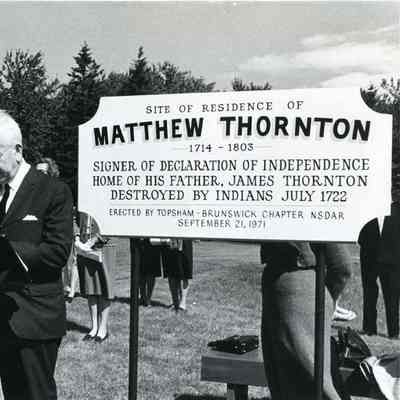 SITE OF RESIDENCE OF
MATTHEW THORNTON
1714 - 1803
SIGNER OF DECLARATION OF INDEPENDENCE
HOME OF HIS FATHER, JAMES THORNTON
DESTROYED BY INDIANS JULY 1722
ERECTED BY TOPSHAM - BRUNSWICK CHAPTER NSDAR
SEPTEMBER 21, 1971